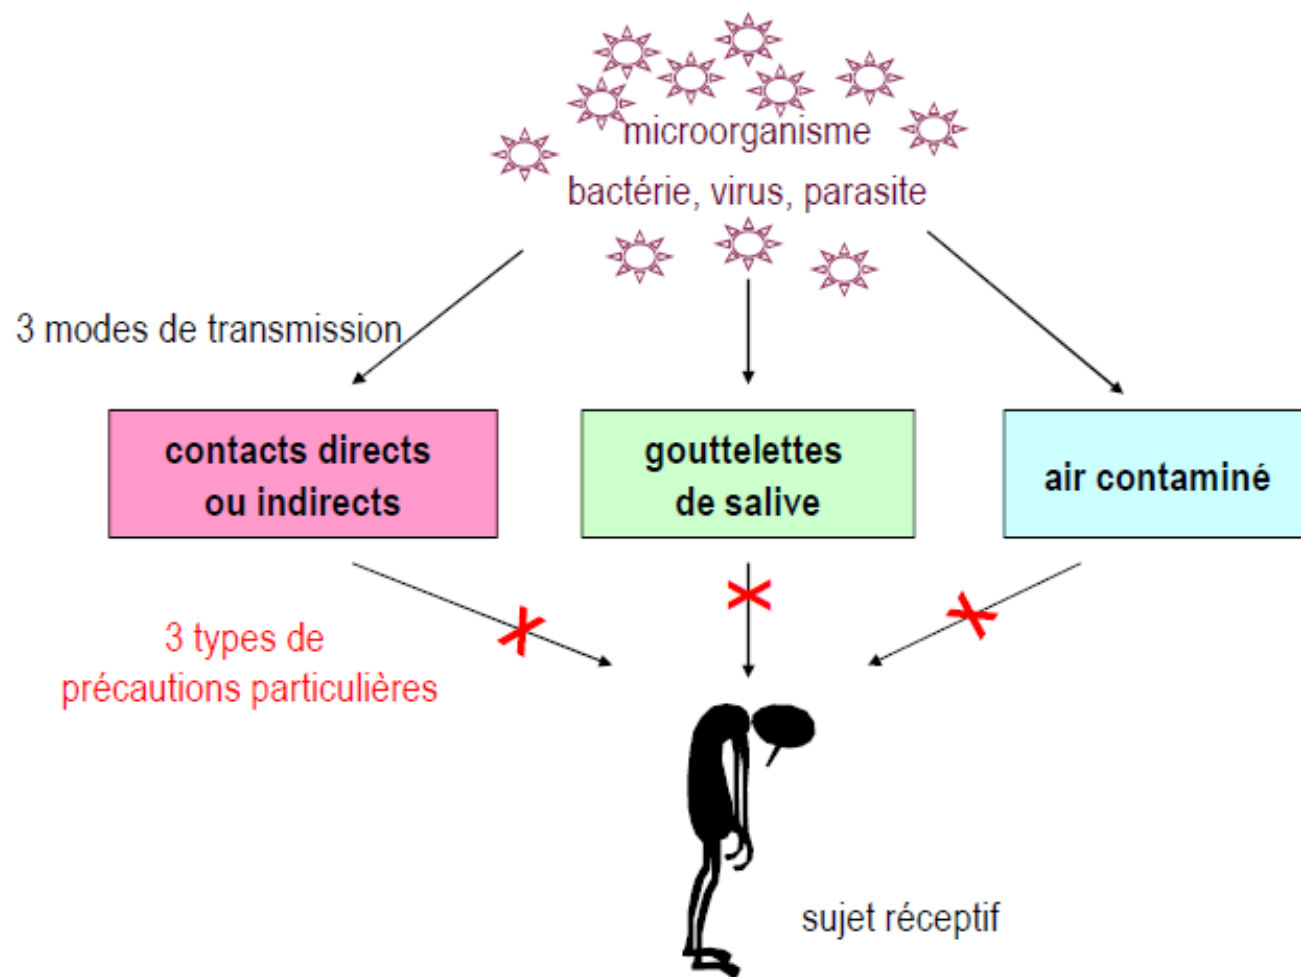 microorganisme
bactérie, virus, parasite
3 modes de transmission
contacts directs
ou indirects
gouttelettes
de salive
air contaminé
3 types de
précautions particulières
sujet réceptif